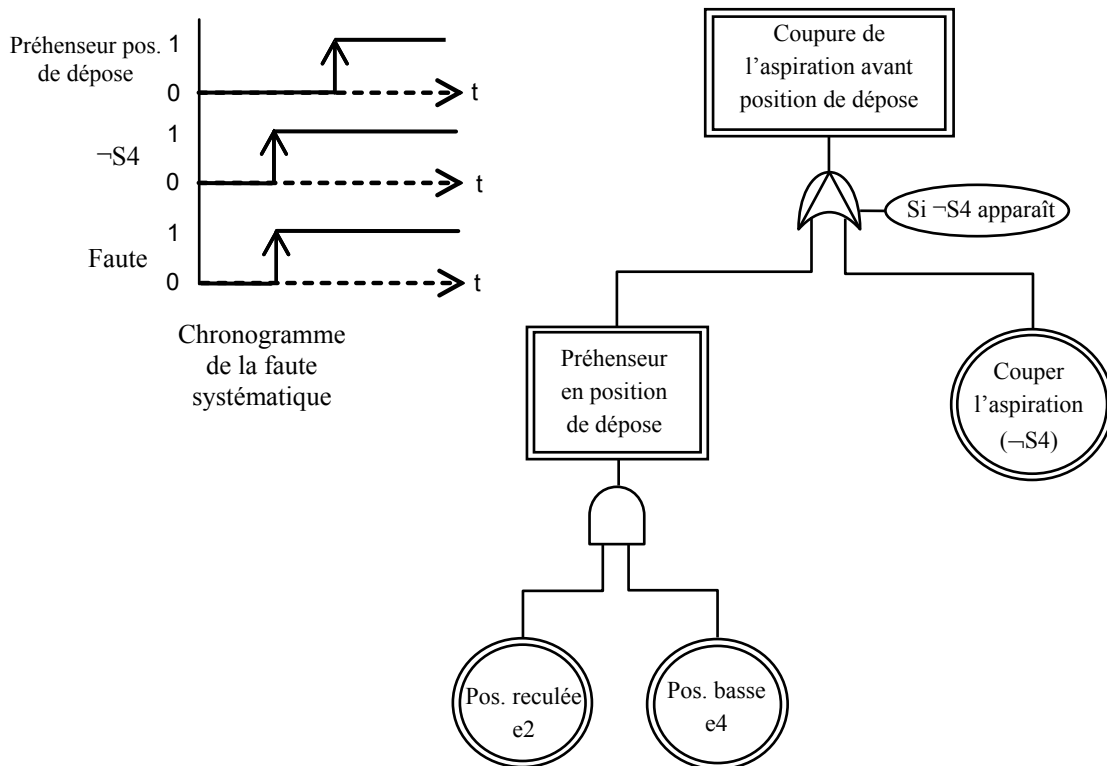 Préhenseur pos.
de dépose
1
0
t
¬S4
1
0
t
Faute
1
0
t
Chronogramme
de la faute
systématique
Coupure de
l’aspiration avant
position de dépose
Si ¬S4 apparaît
Préhenseur
en position
de dépose
Couper
l’aspiration
(¬S4)
Pos. reculée
e2
Pos. basse
e4